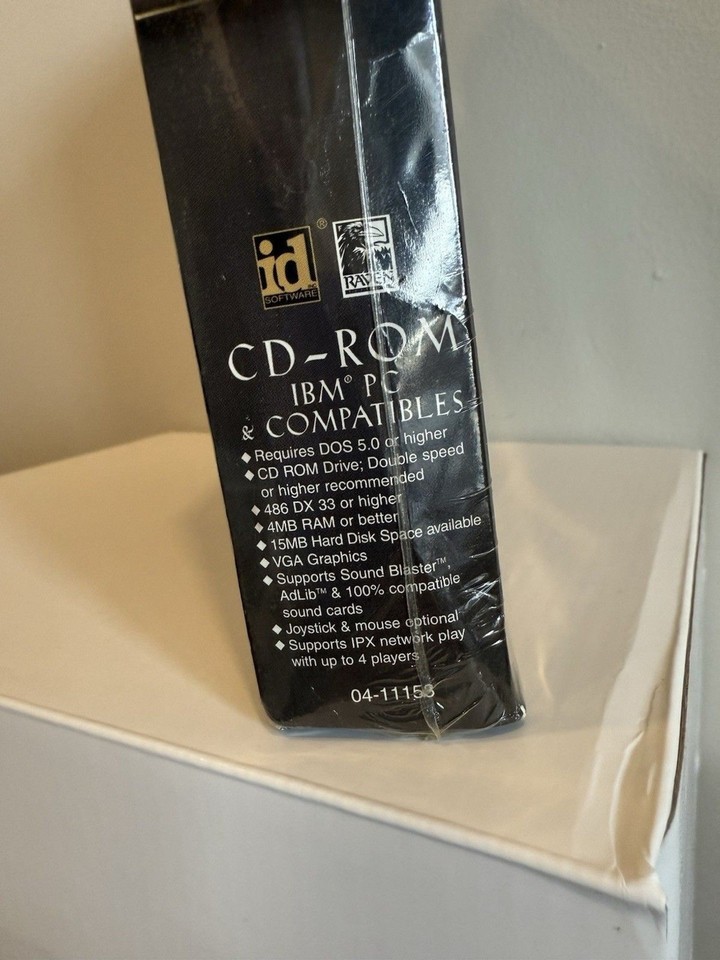 id
®
SOFTWARE
RAVEN
CD-ROM
IBM® PC
& COMPATIBLES
◆ Requires DOS 5.0 or higher
◆ CD ROM Drive; Double speed
or higher recommended
◆ 486 DX 33 or higher
◆ 4MB RAM or better
◆ 15MB Hard Disk Space available
◆ VGA Graphics
◆ Supports Sound Blaster™,
AdLib™ & 100% compatible
sound cards
◆ Joystick & mouse optional
◆ Supports IPX network play
with up to 4 players
04-11153